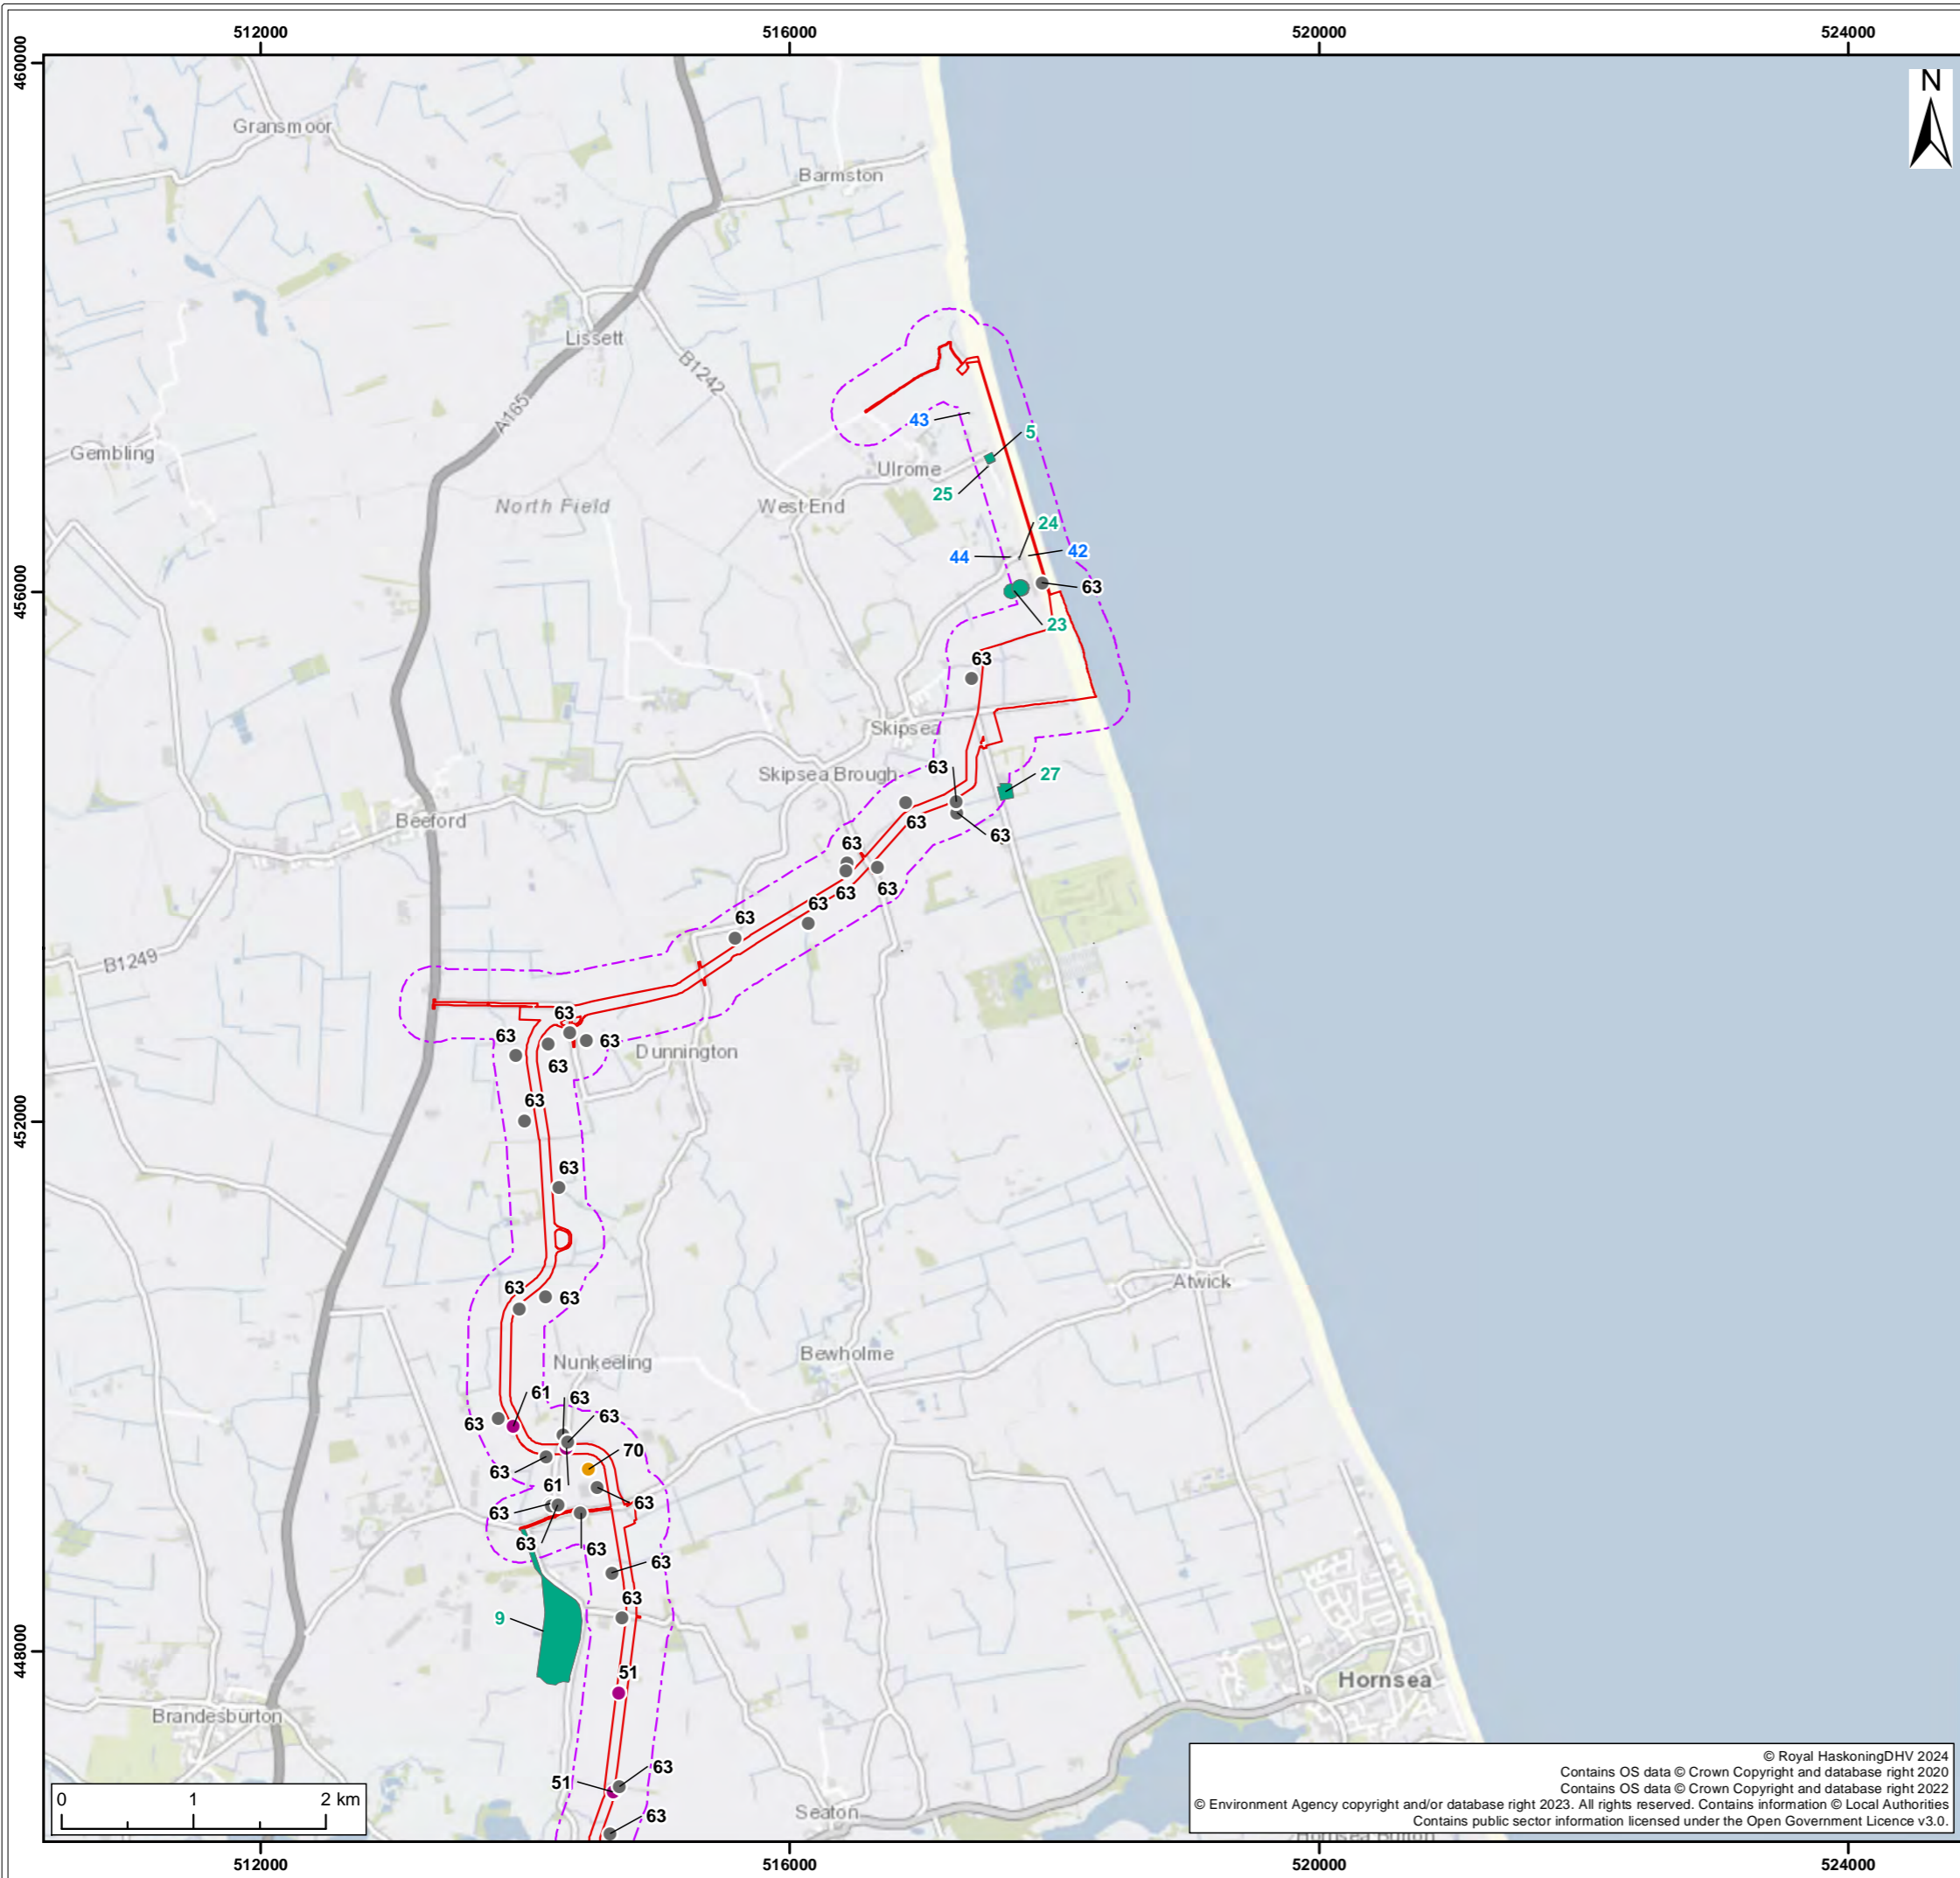 512000 516000 520000 524000
460000
N
Gransmoor
Barmston
Lissett
B1242
A165
43
5
Gembling
Ulrome
25
North Field
West End
24
44
42
456000
63
23
63
Skipsea
63
Skipsea Brough
27
63
Beeford
63
63
63
63
63
63
B1249
63
63
63
Dunnington
63
63
452000
63
Atwick
63
63
Bewholme
Nunkeeling
61
63
63
63
70
63
61
63
63
63
63
63
9
63
448000
51
Hornsea
Brandesburton
63
51
Seaton
63
0 1 2 km
© Royal HaskoningDHV 2024
Contains OS data © Crown Copyright and database right 2020
Contains OS data © Crown Copyright and database right 2022
© Environment Agency copyright and/or database right 2023. All rights reserved. Contains information © Local Authorities
Contains public sector information licensed under the Open Government Licence v3.0.
512000 516000 520000 524000